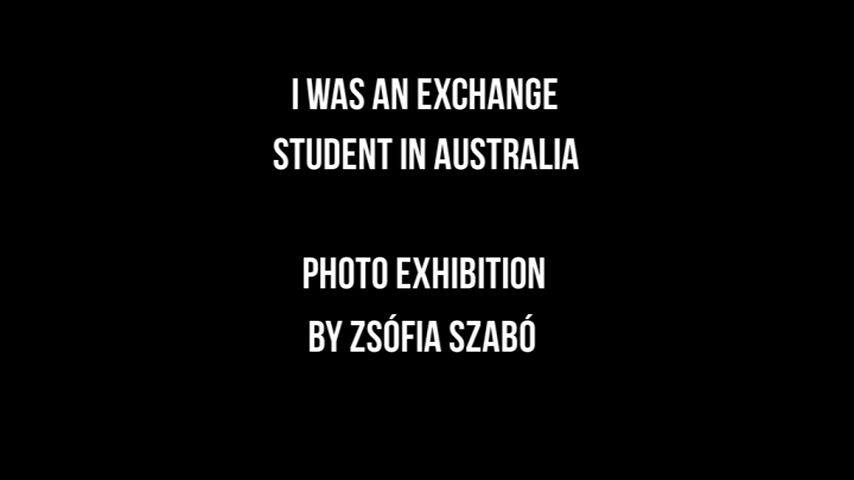 I WAS AN EXCHANGE
STUDENT IN AUSTRALIA
PHOTO EXHIBITION
BY ZSÓFIA SZABÓ